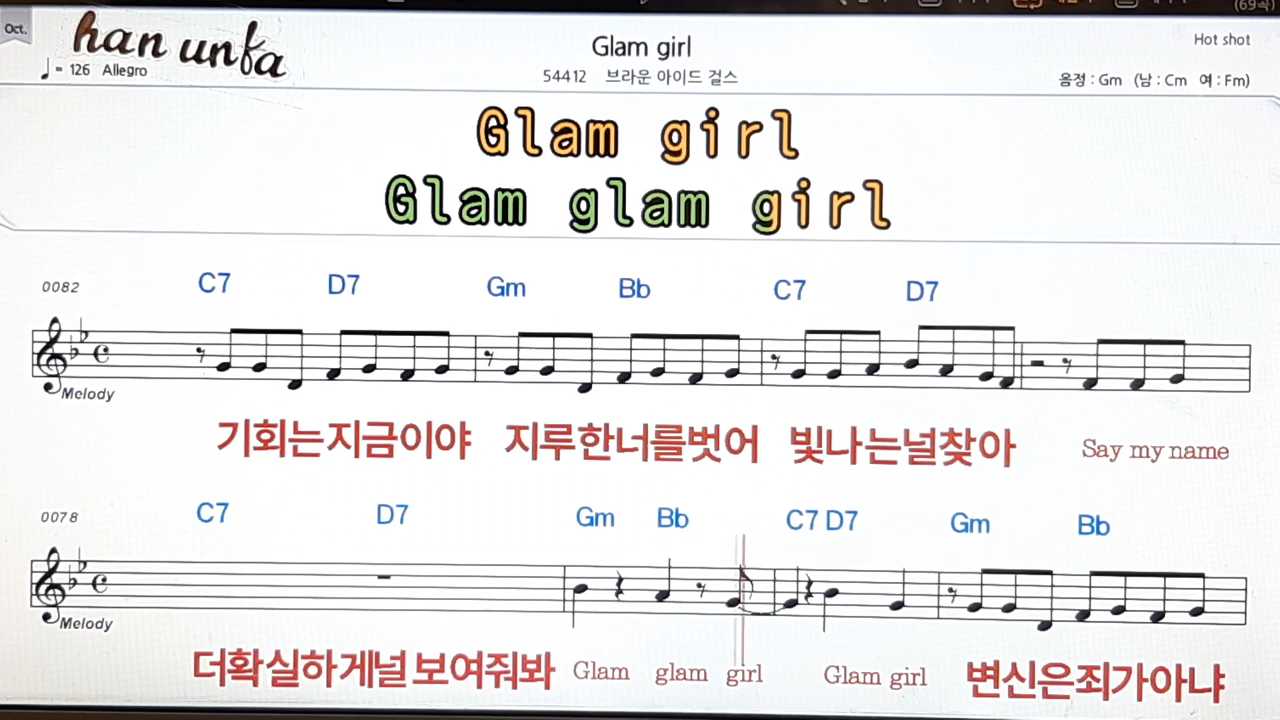 Oct.
han unfa
= 126 Allegro
Glam girl
54412 브라운 아이드 걸스
Hot shot
음정 : Gm (남 : Cm 여 : Fm)
Glam girl
Glam glam girl
0082
C7 D7 Gm Bb C7 D7
Melody
기회는지금이야 지루한너를벗어 빛나는널찾아 Say my name
0078
C7 D7 Gm Bb C7 D7 Gm Bb
Melody
더확실하게널보여줘봐 Glam glam girl Glam girl 변신은죄가아냐